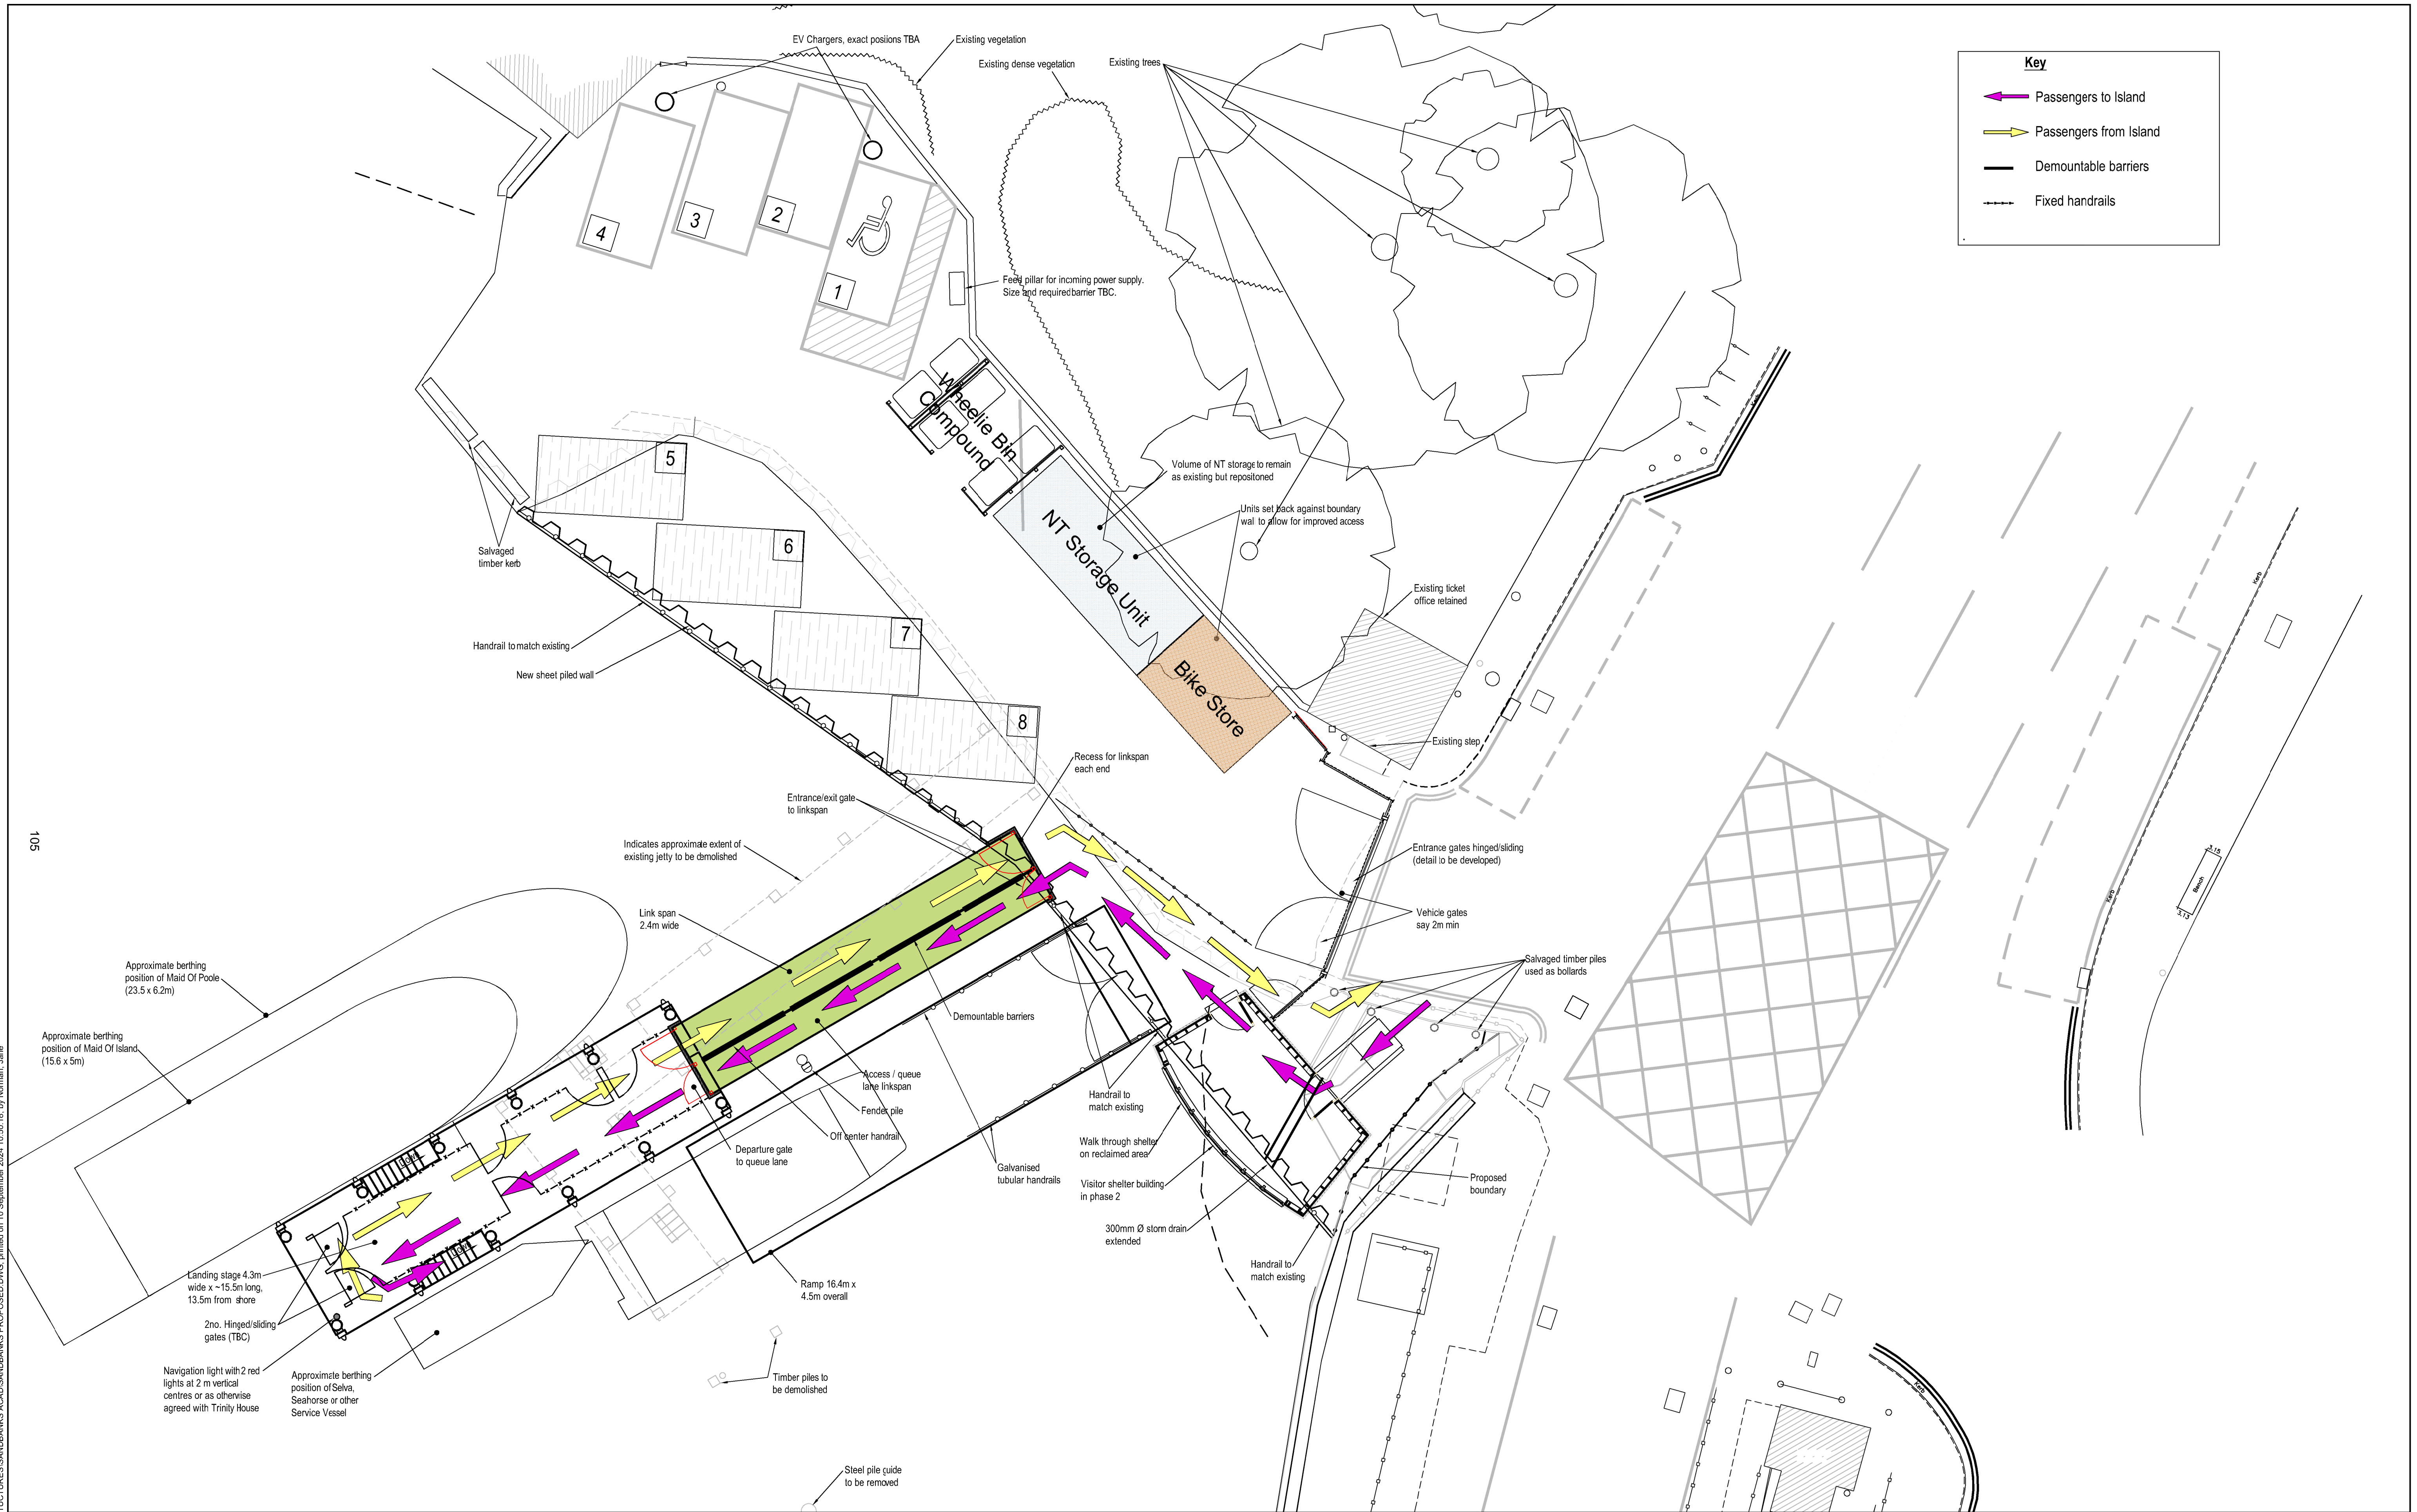 EV Chargers, exact posiions TBA
Existing vegetation
Existing dense vegetation
Existing trees
Key
Passengers to Island
Passengers from Island
Demountable barriers
Fixed handrails
4
3
2
1
Feed pillar for incoming power supply.
Size and required barrier TBC.
Wheelie Bin
Compound
5
6
7
8
Volume of NT storage to remain
as existing but repositoned
Units set back against boundary
wal to allow for improved access
NT Storage Unit
Bike Store
Salvaged
timber kerb
Handrail to match existing
New sheet piled wall
Existing ticket
office retained
Existing step
Kerb
Kerb
Kerb
3.15
Bench
3.13
Recess for linkspan
each end
Entrance/exit gate
to linkspan
Indicates approximate extent of
existing jetty to be demolished
Entrance gates hinged/sliding
(detail to be developed)
Vehicle gates
say 2m min
Link span
2.4m wide
Salvaged timber piles
used as bollards
Approximate berthing
position of Maid Of Poole
(23.5 x 6.2m)
Approximate berthing
position of Maid Of Island
(15.6 x 5m)
Demountable barriers
Access / queue
lane linkspan
Fender pile
Off center handrail
Departure gate
to queue lane
Galvanised
tubular handrails
Handrail to
match existing
Walk through shelter
on reclaimed area
Visitor shelter building
in phase 2
300mm Ø storm drain
extended
Handrail to
match existing
Proposed
boundary
Landing stage 4.3m
wide x ~15.5m long,
13.5m from shore
2no. Hinged/sliding
gates (TBC)
Navigation light with 2 red
lights at 2 m vertical
centres or as otherwise
agreed with Trinity House
Approximate berthing
position of Selva,
Seahorse or other
Service Vessel
Ramp 16.4m x
4.5m overall
Timber piles to
be demolished
Steel pile guide
to be removed
Kerb
105